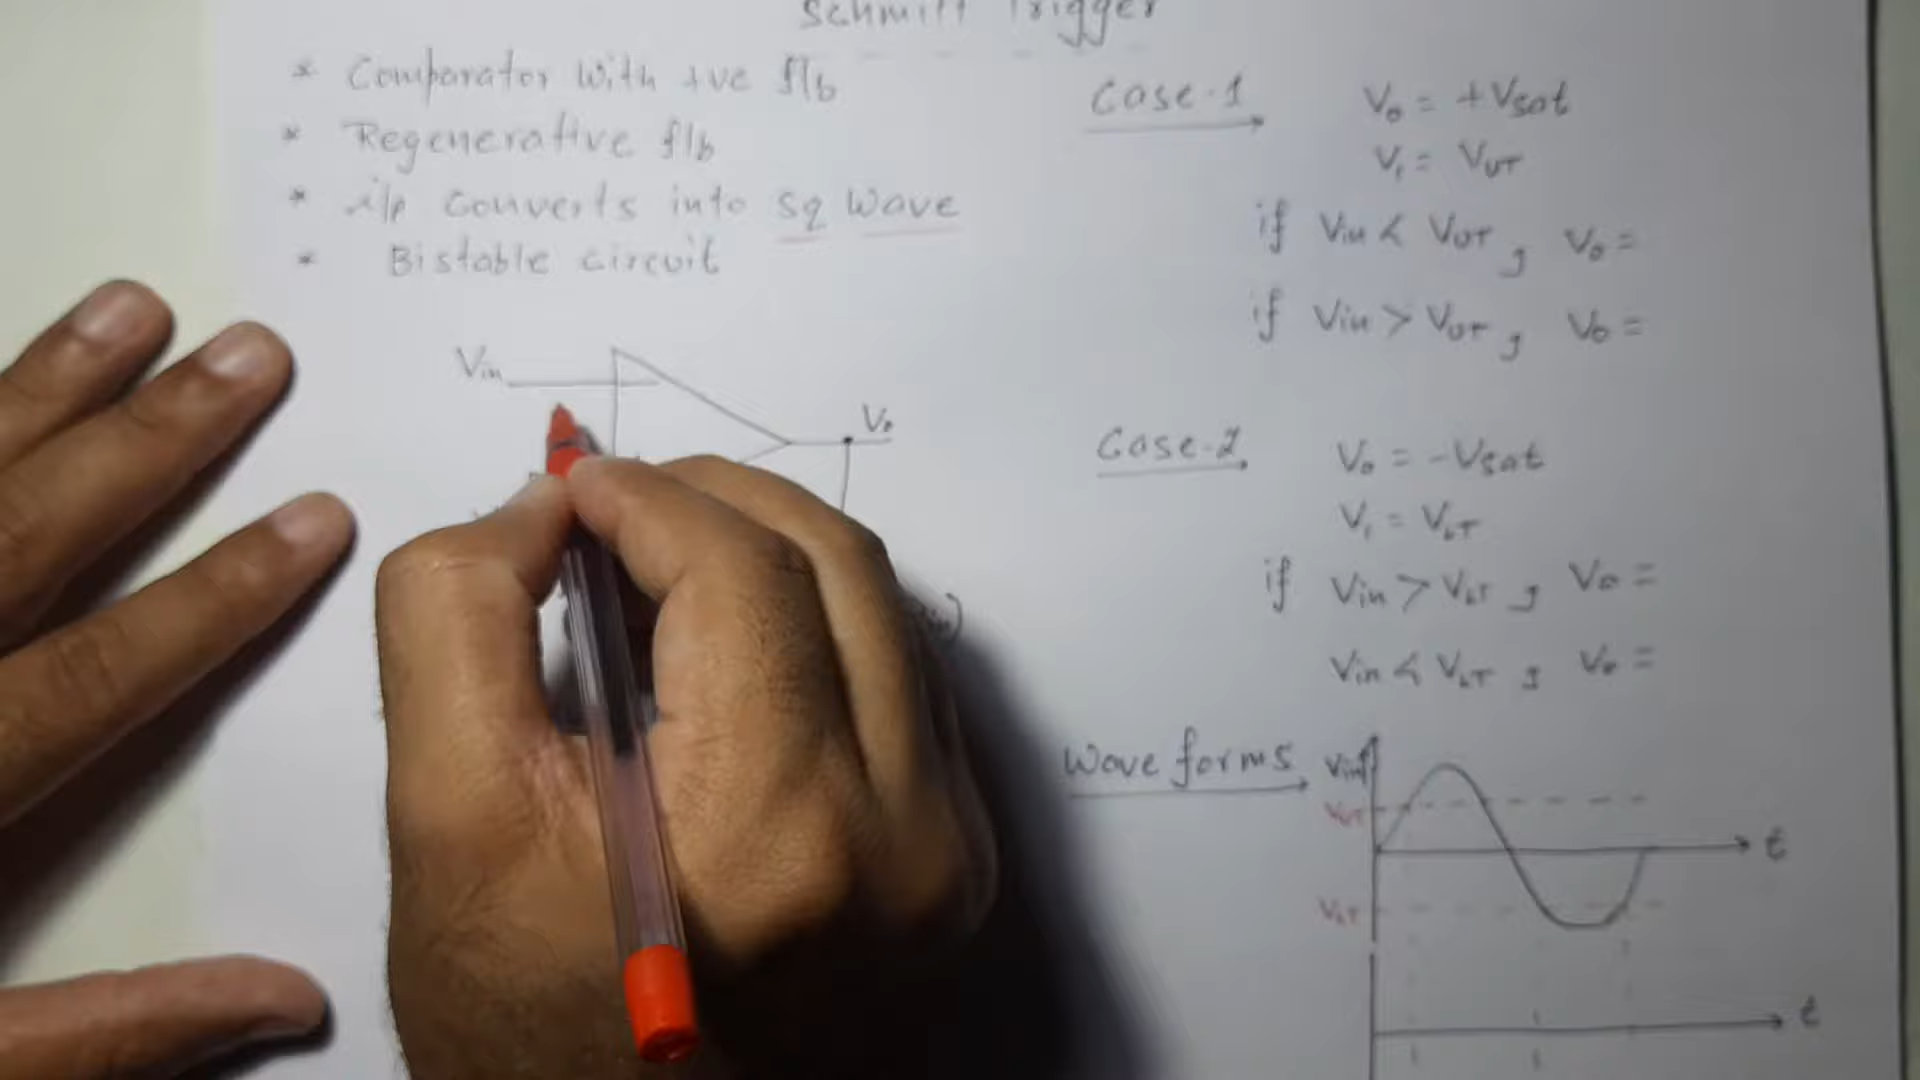 Schmitt Trigger
* Comparator with +ve f/b
* Regenerative f/b
* i/p converts into sq wave
* Bistable circuit
Vin
Vo
Case-1
Vo = +Vsat
V1 = VUT
if Vin < VUT, Vo =
if Vin > VUT, Vo =
Case-2
Vo = -Vsat
V1 = VLT
if Vin > VLT, Vo =
Vin < VLT, Vo =
Wave forms
Vin
VUT
t
VLT
t